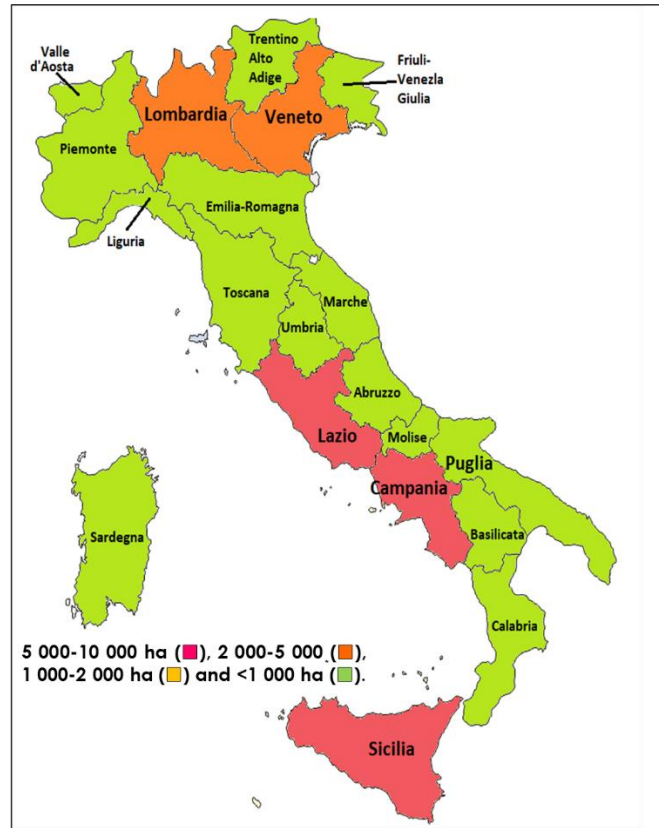 Valle
d'Aosta
Trentino
Alto
Adige
Friuli-
Venezla
Giulia
Lombardia
Veneto
Piemonte
Emilia-Romagna
Liguria
Toscana
Marche
Umbria
Abruzzo
Lazio
Molise
Puglia
Campania
Basilicata
Sardegna
Calabria
5 000-10 000 ha (■), 2 000-5 000 (■),
1 000-2 000 ha (■) and <1 000 ha (■).
Sicilia